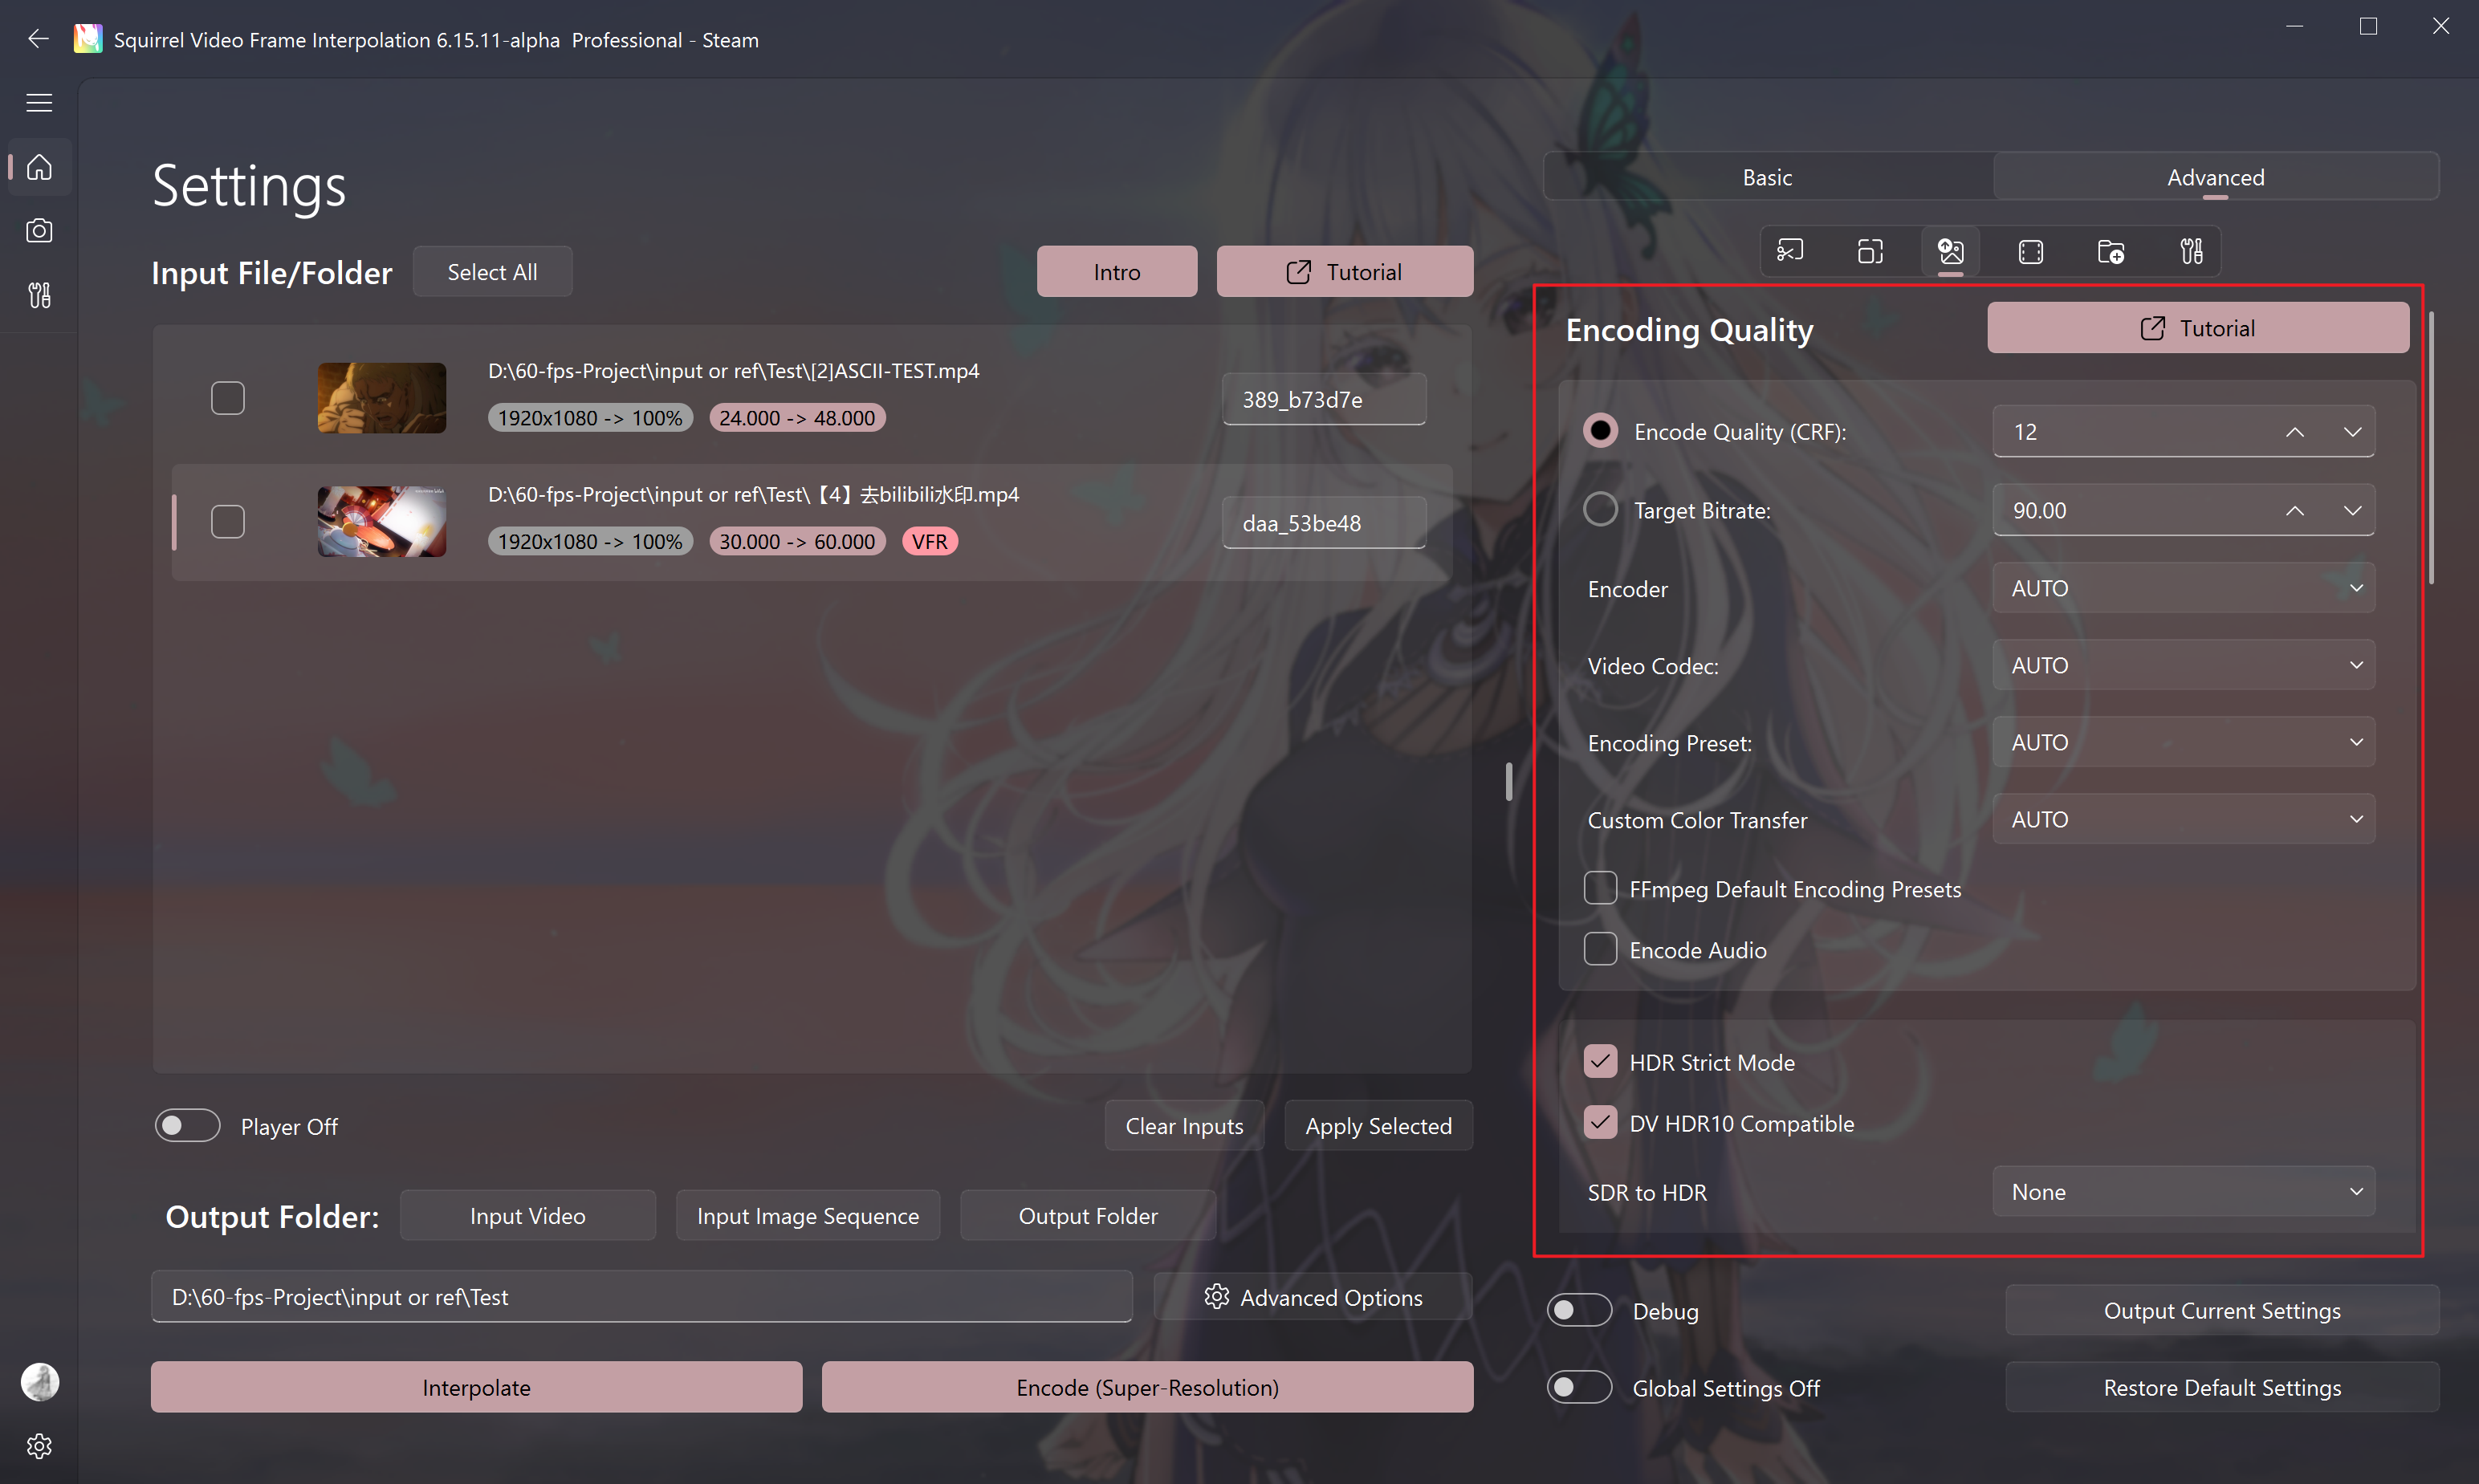 Squirrel Video Frame Interpolation 6.15.11-alpha  Professional - Steam
Settings
Input File/Folder
Select All
Intro
Tutorial
D:\60-fps-Project\input or ref\Test\[2]ASCII-TEST.mp4
1920x1080 -> 100%
24.000 -> 48.000
389_b73d7e
D:\60-fps-Project\input or ref\Test\【4】去bilibili水印.mp4
1920x1080 -> 100%
30.000 -> 60.000
VFR
daa_53be48
Player Off
Clear Inputs
Apply Selected
Output Folder:
Input Video
Input Image Sequence
Output Folder
D:\60-fps-Project\input or ref\Test
Advanced Options
Interpolate
Encode (Super-Resolution)
Basic
Advanced
Encoding Quality
Tutorial
Encode Quality (CRF):
12
Target Bitrate:
90.00
Encoder
AUTO
Video Codec:
AUTO
Encoding Preset:
AUTO
Custom Color Transfer
AUTO
FFmpeg Default Encoding Presets
Encode Audio
HDR Strict Mode
DV HDR10 Compatible
SDR to HDR
None
Debug
Output Current Settings
Global Settings Off
Restore Default Settings